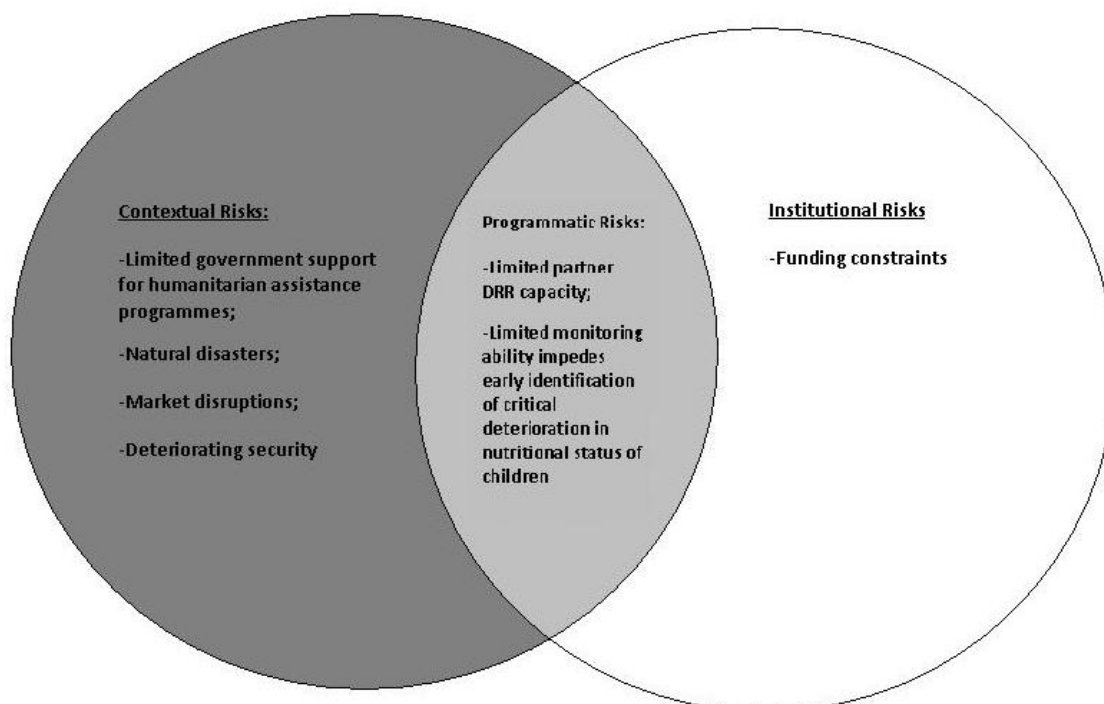 Contextual Risks:
-Limited government support
for humanitarian assistance
programmes;
-Natural disasters;
-Market disruptions;
-Deteriorating security
Programmatic Risks:
-Limited partner
DRR capacity;
-Limited monitoring
ability impedes
early identification
of critical
deterioration in
nutritional status of
children
Institutional Risks
-Funding constraints